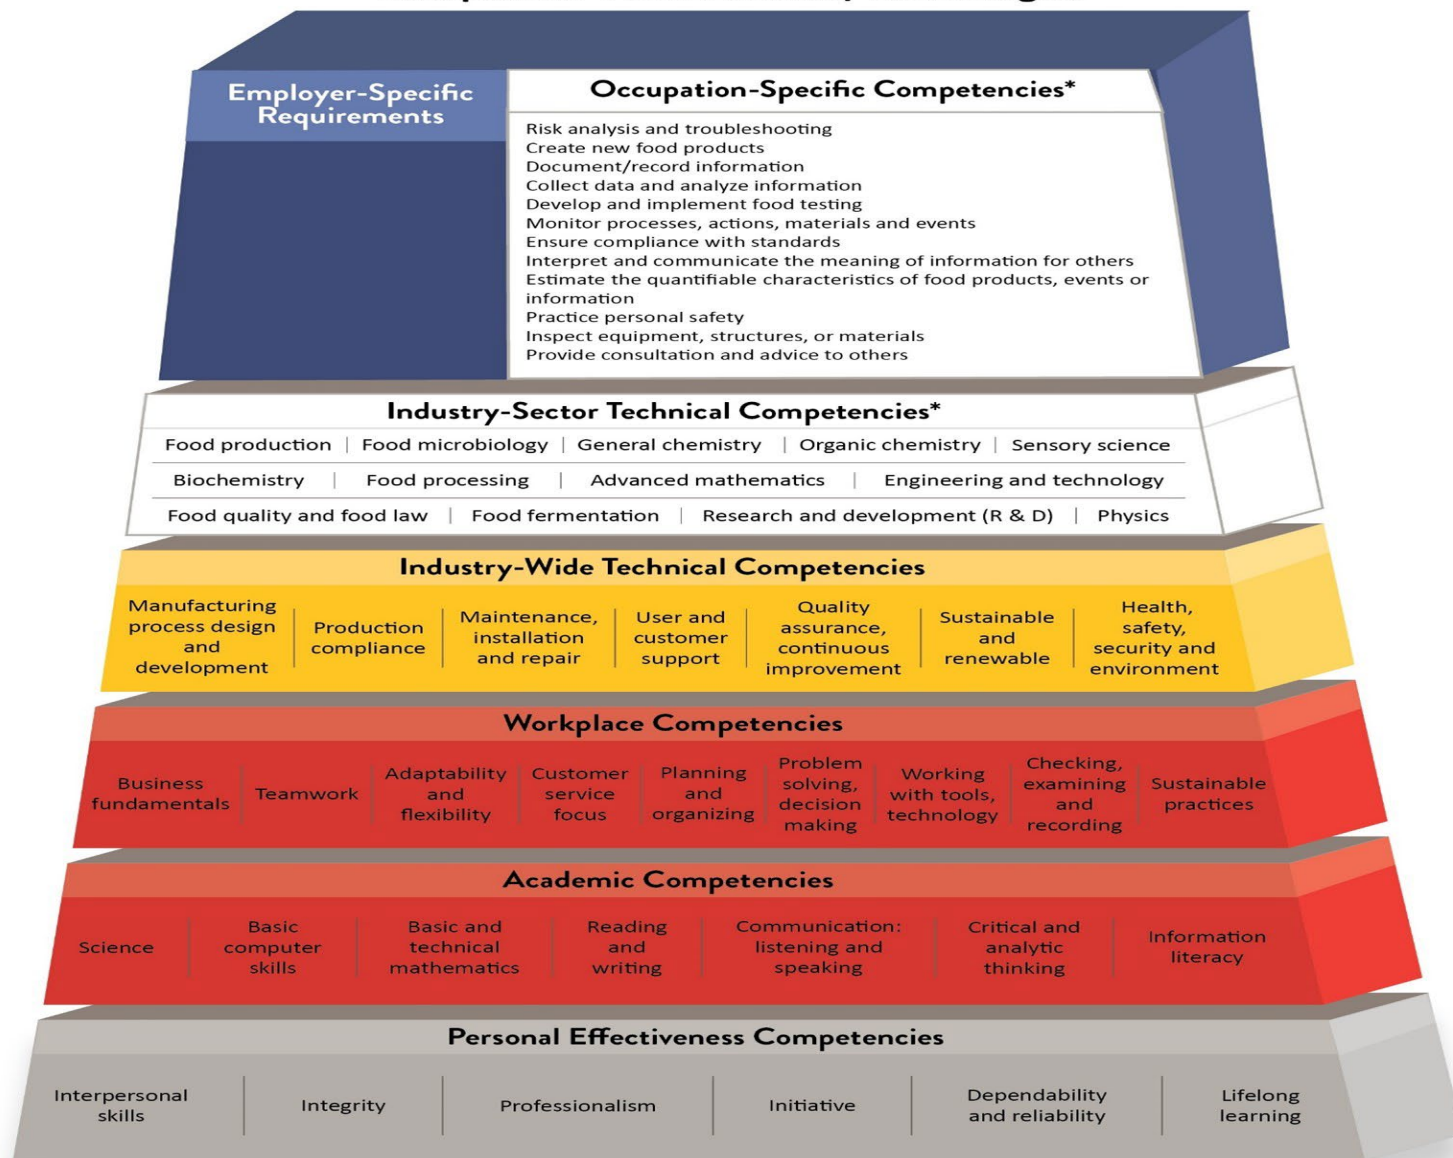 Employer-Specific
Requirements
Occupation-Specific Competencies*
Risk analysis and troubleshooting
Create new food products
Document/record information
Collect data and analyze information
Develop and implement food testing
Monitor processes, actions, materials and events
Ensure compliance with standards
Interpret and communicate the meaning of information for others
Estimate the quantifiable characteristics of food products, events or
information
Practice personal safety
Inspect equipment, structures, or materials
Provide consultation and advice to others
Industry-Sector Technical Competencies*
Food production | Food microbiology | General chemistry | Organic chemistry | Sensory science
Biochemistry | Food processing | Advanced mathematics | Engineering and technology
Food quality and food law | Food fermentation | Research and development (R & D) | Physics
Industry-Wide Technical Competencies
Manufacturing
process design
and
development
Production
compliance
Maintenance,
installation
and repair
User and
customer
support
Quality
assurance,
continuous
improvement
Sustainable
and
renewable
Health,
safety,
security and
environment
Workplace Competencies
Business
fundamentals
Teamwork
Adaptability
and
flexibility
Customer
service
focus
Planning
and
organizing
Problem
solving,
decision
making
Working
with tools,
technology
Checking,
examining
and
recording
Sustainable
practices
Academic Competencies
Science
Basic
computer
skills
Basic and
technical
mathematics
Reading
and
writing
Communication:
listening and
speaking
Critical and
analytic
thinking
Information
literacy
Personal Effectiveness Competencies
Interpersonal
skills
Integrity
Professionalism
Initiative
Dependability
and reliability
Lifelong
learning